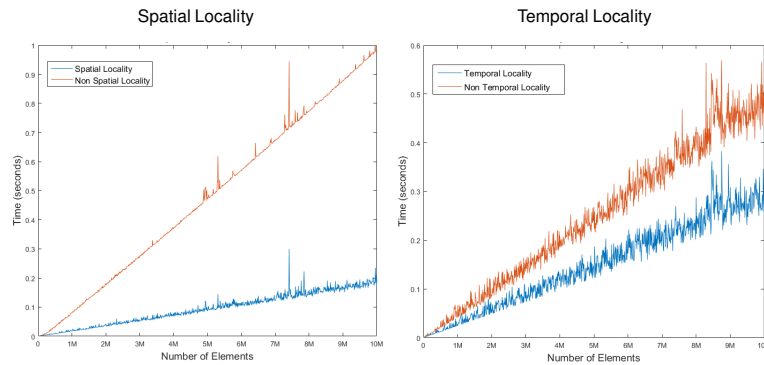 Spatial Locality
Temporal Locality
Time (seconds)
1
0.9
0.8
0.7
0.6
0.5
0.4
0.3
0.2
0.1
0
Spatial Locality
Non Spatial Locality
0 1M 2M 3M 4M 5M 6M 7M 8M 9M 10M
Number of Elements
Time (seconds)
0.6
0.5
0.4
0.3
0.2
0.1
0
Temporal Locality
Non Temporal Locality
0 1M 2M 3M 4M 5M 6M 7M 8M 9M 10
Number of Elements